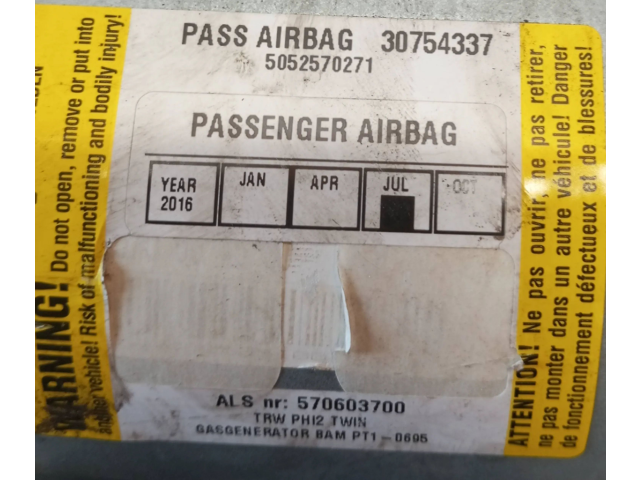 DEN
WARNING! Do not open, remove or put into
another vehicle! Risk of malfunctioning and bodily injury!
PASS AIRBAG 30754337
5052570271
PASSENGER AIRBAG
YEAR 2016 JAN APR JUL OCT
ALS nr: 570603700
TRW PHI2 TWIN
GASGENERATOR BAM PT1-0695
ATTENTION! Ne pas ouvrir, ne pas retirer,
ne pas monter dans un autre véhicule! Danger
de fonctionnement défectueux et de blessures!